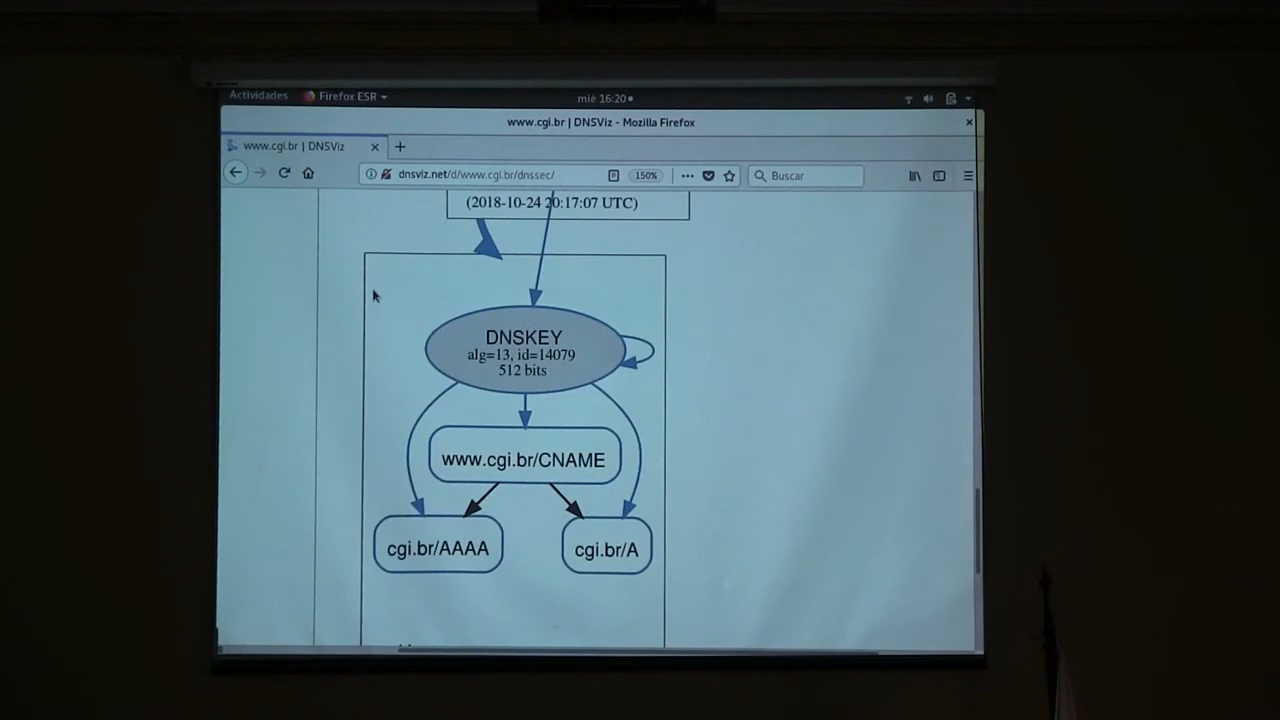 Actividades Firefox ESR mié 16:20
www.cgi.br | DNSViz - Mozilla Firefox
www.cgi.br | DNSViz
dnsviz.net/d/www.cgi.br/dnssec/ 150% Buscar
(2018-10-24 20:17:07 UTC)
DNSKEY
alg=13, id=14079
512 bits
www.cgi.br/CNAME
cgi.br/AAAA cgi.br/A